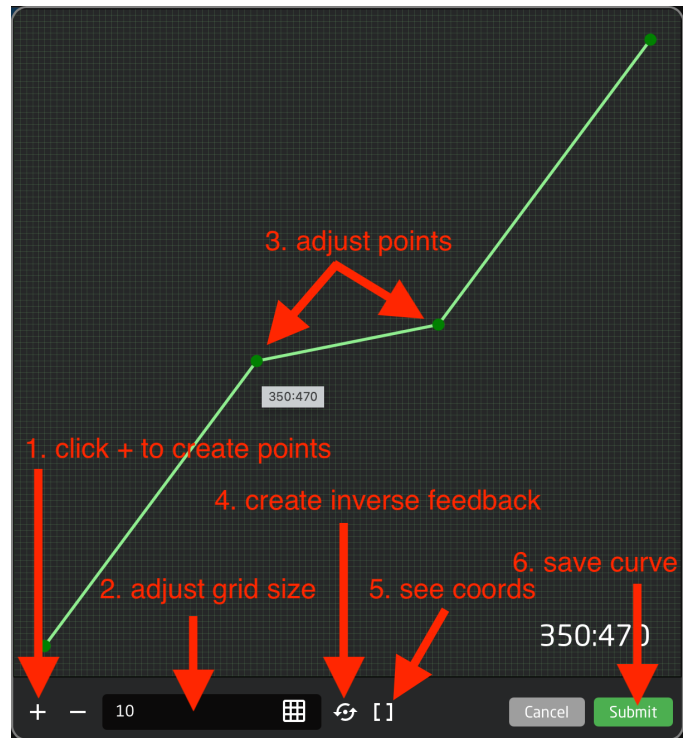 3. adjust points
350:470
1. click + to create points
4. create inverse feedback
6. save curve
2. adjust grid size
5. see coords
350:470
+ − 10 [ ] Cancel Submit